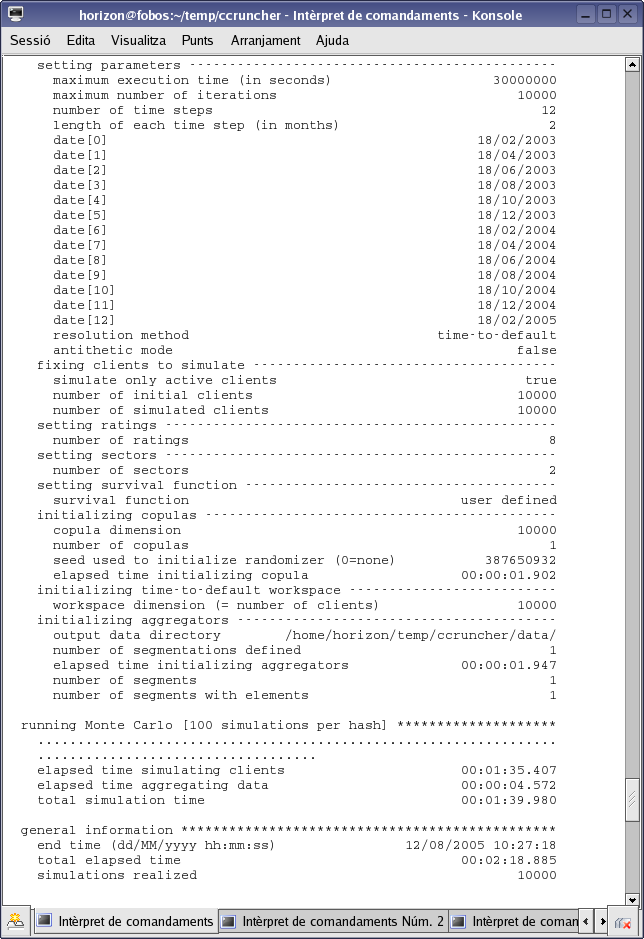 horizon@fobos:~/temp/ccruncher - Intèrpret de comandaments - Konsole
Sessió Edita Visualitza Punts Arranjament Ajuda
setting parameters ----------------------------------------------
maximum execution time (in seconds) 30000000
maximum number of iterations 10000
number of time steps 12
length of each time step (in months) 2
date[0] 18/02/2003
date[1] 18/04/2003
date[2] 18/06/2003
date[3] 18/08/2003
date[4] 18/10/2003
date[5] 18/12/2003
date[6] 18/02/2004
date[7] 18/04/2004
date[8] 18/06/2004
date[9] 18/08/2004
date[10] 18/10/2004
date[11] 18/12/2004
date[12] 18/02/2005
resolution method time-to-default
antithetic mode false
fixing clients to simulate --------------------------------------
simulate only active clients true
number of initial clients 10000
number of simulated clients 10000
setting ratings -------------------------------------------------
number of ratings 8
setting sectors -------------------------------------------------
number of sectors 2
setting survival function ---------------------------------------
survival function user defined
initializing copulas --------------------------------------------
copula dimension 10000
number of copulas 1
seed used to initialize randomizer (0=none) 387650932
elapsed time initializing copula 00:00:01.902
initializing time-to-default workspace --------------------------
workspace dimension (= number of clients) 10000
initializing aggregators ----------------------------------------
output data directory /home/horizon/temp/ccruncher/data/
number of segmentations defined 1
elapsed time initializing aggregators 00:00:01.947
number of segments 1
number of segments with elements 1
running Monte Carlo [100 simulations per hash] ********************
.................................................................
...................................
elapsed time simulating clients 00:01:35.407
elapsed time aggregating data 00:00:04.572
total simulation time 00:01:39.980
general information ***********************************************
end time (dd/MM/yyyy hh:mm:ss) 12/08/2005 10:27:18
total elapsed time 00:02:18.885
simulations realized 10000
Intèrpret de comandaments Intèrpret de comandaments Núm. 2 Intèrpret de coman